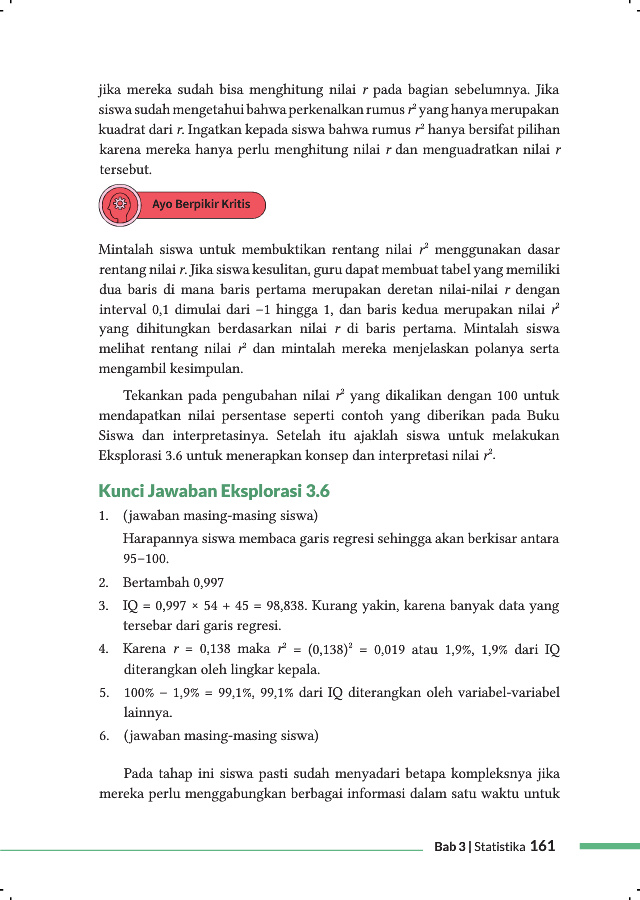 jika mereka sudah bisa menghitung nilai r pada bagian sebelumnya. Jika
siswa sudah mengetahui bahwa perkenalkan rumus r² yang hanya merupakan
kuadrat dari r. Ingatkan kepada siswa bahwa rumus r² hanya bersifat pilihan
karena mereka hanya perlu menghitung nilai r dan menguadratkan nilai r
tersebut.
Ayo Berpikir Kritis
Mintalah siswa untuk membuktikan rentang nilai r² menggunakan dasar
rentang nilai r. Jika siswa kesulitan, guru dapat membuat tabel yang memiliki
dua baris di mana baris pertama merupakan deretan nilai-nilai r dengan
interval 0,1 dimulai dari −1 hingga 1, dan baris kedua merupakan nilai r²
yang dihitungkan berdasarkan nilai r di baris pertama. Mintalah siswa
melihat rentang nilai r² dan mintalah mereka menjelaskan polanya serta
mengambil kesimpulan.
Tekankan pada pengubahan nilai r² yang dikalikan dengan 100 untuk
mendapatkan nilai persentase seperti contoh yang diberikan pada Buku
Siswa dan interpretasinya. Setelah itu ajaklah siswa untuk melakukan
Eksplorasi 3.6 untuk menerapkan konsep dan interpretasi nilai r².
Kunci Jawaban Eksplorasi 3.6
1. (jawaban masing-masing siswa)
Harapannya siswa membaca garis regresi sehingga akan berkisar antara
95–100.
2. Bertambah 0,997
3. IQ = 0,997 × 54 + 45 = 98,838. Kurang yakin, karena banyak data yang
tersebar dari garis regresi.
4. Karena r = 0,138 maka r² = (0,138)² = 0,019 atau 1,9%, 1,9% dari IQ
diterangkan oleh lingkar kepala.
5. 100% − 1,9% = 99,1%, 99,1% dari IQ diterangkan oleh variabel-variabel
lainnya.
6. (jawaban masing-masing siswa)
Pada tahap ini siswa pasti sudah menyadari betapa kompleksnya jika
mereka perlu menggabungkan berbagai informasi dalam satu waktu untuk
Bab 3 | Statistika 161